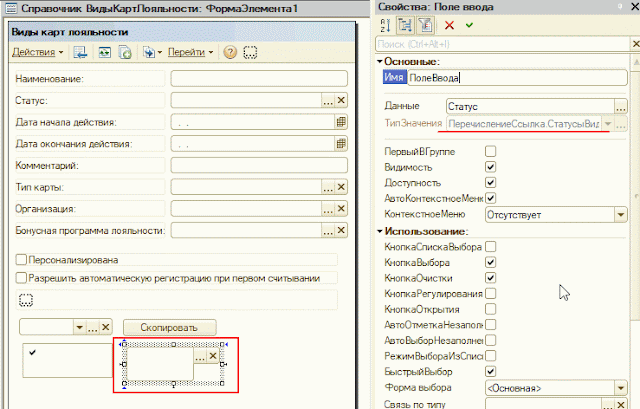 Справочник ВидыКартЛояльности: ФормаЭлемента1
Виды карт лояльности
Действия
Перейти
Наименование:
Статус:
Дата начала действия:
. .
Дата окончания действия:
. .
Комментарий:
Тип карты:
Организация:
Бонусная программа лояльности:
Персонализирована
Разрешить автоматическую регистрацию при первом считывании
Скопировать
Свойства: Поле ввода
Поиск (Ctrl+Alt+I)
Основные:
Имя ПолеВвода
Данные Статус
ТипЗначения ПеречислениеСсылка.СтатусыВид
ПервыйВГруппе
Видимость
Доступность
АвтоКонтекстноеМеню
КонтекстноеМеню Отсутствует
Использование:
КнопкаСпискаВыбора
КнопкаВыбора
КнопкаОчистки
КнопкаРегулирования
КнопкаОткрытия
АвтоОтметкаНезаполн
АвтоВыборНезаполнен
РежимВыбораИзСпис
БыстрыйВыбор
Форма выбора <Основная>
Связь по типу